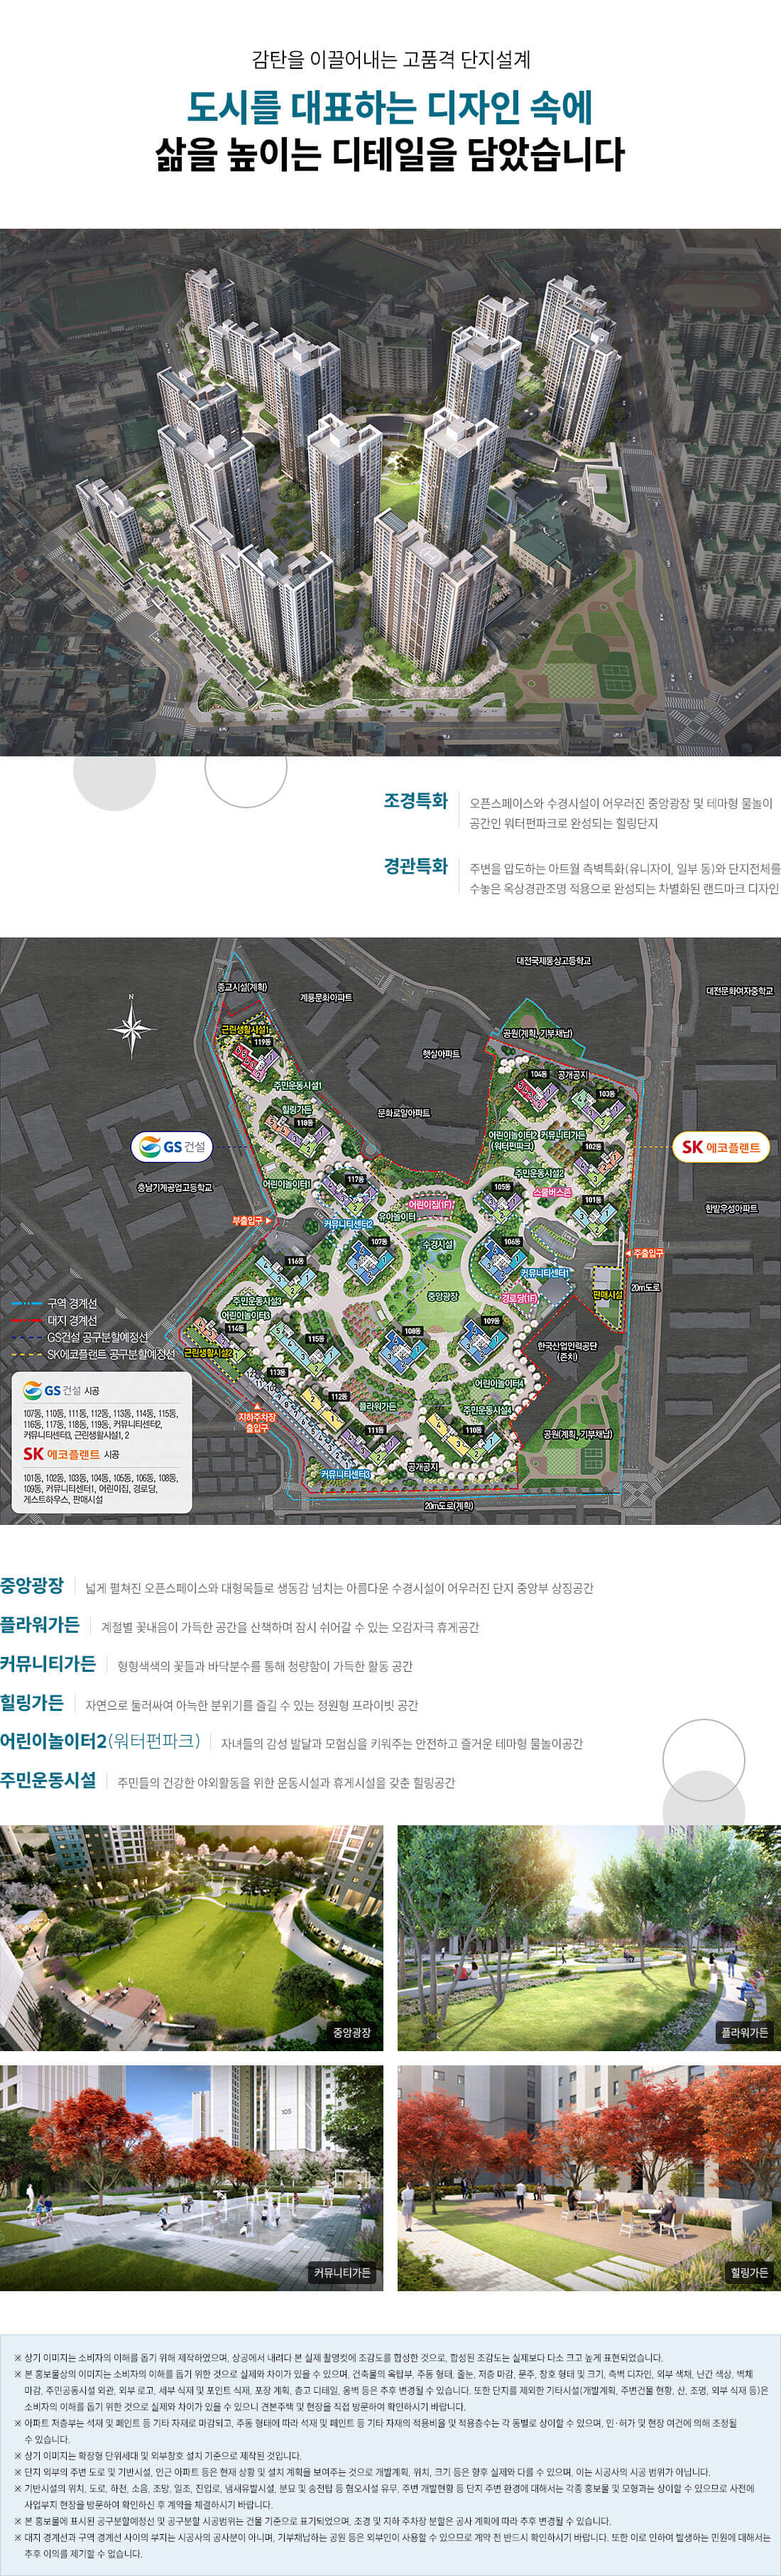 감탄을 이끌어내는 고품격 단지설계
도시를 대표하는 디자인 속에
삶을 높이는 디테일을 담았습니다
조경특화
오픈스페이스와 수경시설이 어우러진 중앙광장 및 테마형 물놀이
공간인 워터펀파크로 완성되는 힐링단지
경관특화
주변을 압도하는 아트월 측벽특화(유니자이, 일부 동)와 단지전체를
수놓은 옥상경관조명 적용으로 완성되는 차별화된 랜드마크 디자인
대전국제통상고등학교
종교시설(계획)
계룡문화아파트
대전문화여자중학교
N
근린생활시설1
공원(계획, 기부채납)
119동
햇살아파트
주민운동시설1
104동
공개공지
103동
힐링가든
문화로얄아파트
118동
GS건설
어린이놀이터2
(워터펀파크)
커뮤니티가든
102동
SK 에코플랜트
충남기계공업고등학교
어린이놀이터1
117동
주민운동시설2
105동
스쿨버스존
101동
어린이집(1F)
유아놀이터
한밭우성아파트
부출입구
커뮤니티센터2
107동
수경시설
106동
주출입구
116동
커뮤니티센터1
20m도로
구역 경계선
대지 경계선
GS건설 공구분할예정선
SK에코플랜트 공구분할예정선
주민운동시설3
어린이놀이터3
중앙광장
경로당(1F)
판매시설
114동
115동
108동
109동
근린생활시설2
한국산업인력공단
(존치)
113동
어린이놀이터4
112동
플라워가든
주민운동시설4
지하주차장
출입구
111동
110동
공원(계획, 기부채납)
공개공지
커뮤니티센터3
20m도로(계획)
GS건설 시공
107동, 110동, 111동, 112동, 113동, 114동, 115동,
116동, 117동, 118동, 119동, 커뮤니티센터2,
커뮤니티센터3, 근린생활시설1, 2
SK 에코플랜트 시공
101동, 102동, 103동, 104동, 105동, 106동, 108동,
109동, 커뮤니티센터1, 어린이집, 경로당,
게스트하우스, 판매시설
중앙광장
넓게 펼쳐진 오픈스페이스와 대형목들로 생동감 넘치는 아름다운 수경시설이 어우러진 단지 중앙부 상징공간
플라워가든
계절별 꽃내음이 가득한 공간을 산책하며 잠시 쉬어갈 수 있는 오감자극 휴게공간
커뮤니티가든
형형색색의 꽃들과 바닥분수를 통해 청량함이 가득한 활동 공간
힐링가든
자연으로 둘러싸여 아늑한 분위기를 즐길 수 있는 정원형 프라이빗 공간
어린이놀이터2(워터펀파크)
자녀들의 감성 발달과 모험심을 키워주는 안전하고 즐거운 테마형 물놀이공간
주민운동시설
주민들의 건강한 야외활동을 위한 운동시설과 휴게시설을 갖춘 힐링공간
중앙광장
플라워가든
105
커뮤니티가든
힐링가든
※ 상기 이미지는 소비자의 이해를 돕기 위해 제작하였으며, 상공에서 내려다 본 실제 촬영컷에 조감도를 합성한 것으로, 합성된 조감도는 실제보다 다소 크고 높게 표현되었습니다.
※ 본 홍보물상의 이미지는 소비자의 이해를 돕기 위한 것으로 실제와 차이가 있을 수 있으며, 건축물의 옥탑부, 주동 형태, 줄눈, 저층 마감, 문주, 창호 형태 및 크기, 측벽 디자인, 외부 색채, 난간 색상, 벽체
마감, 주민공동시설 외관, 외부 로고, 세부 식재 및 포인트 식재, 포장 계획, 층고 디테일, 옹벽 등은 추후 변경될 수 있습니다. 또한 단지를 제외한 기타시설(개발계획, 주변건물 현황, 산, 조명, 외부 식재 등)은
소비자의 이해를 돕기 위한 것으로 실제와 차이가 있을 수 있으니 견본주택 및 현장을 직접 방문하여 확인하시기 바랍니다.
※ 아파트 저층부는 석재 및 페인트 등 기타 자재로 마감되고, 주동 형태에 따라 석재 및 페인트 등 기타 자재의 적용비율 및 적용층수는 각 동별로 상이할 수 있으며, 인·허가 및 현장 여건에 의해 조정될
수 있습니다.
※ 상기 이미지는 확장형 단위세대 및 외부창호 설치 기준으로 제작된 것입니다.
※ 단지 외부의 주변 도로 및 기반시설, 인근 아파트 등은 현재 상황 및 설치 계획을 보여주는 것으로 개발계획, 위치, 크기 등은 향후 실제와 다를 수 있으며, 이는 시공사의 시공 범위가 아닙니다.
※ 기반시설의 위치, 도로, 하천, 소음, 조망, 일조, 진입로, 냄새유발시설, 분묘 및 송전탑 등 혐오시설 유무, 주변 개발현황 등 단지 주변 환경에 대해서는 각종 홍보물 및 모형과는 상이할 수 있으므로 사전에
사업부지 현장을 방문하여 확인하신 후 계약을 체결하시기 바랍니다.
※ 본 홍보물에 표시된 공구분할예정선 및 공구분할 시공범위는 건물 기준으로 표기되었으며, 조경 및 지하 주차장 분할은 공사 계획에 따라 추후 변경될 수 있습니다.
※ 대지 경계선과 구역 경계선 사이의 부지는 시공사의 공사분이 아니며, 기부채납하는 공원 등은 외부인이 사용할 수 있으므로 계약 전 반드시 확인하시기 바랍니다. 또한 이로 인하여 발생하는 민원에 대해서는
추후 이의를 제기할 수 없습니다.